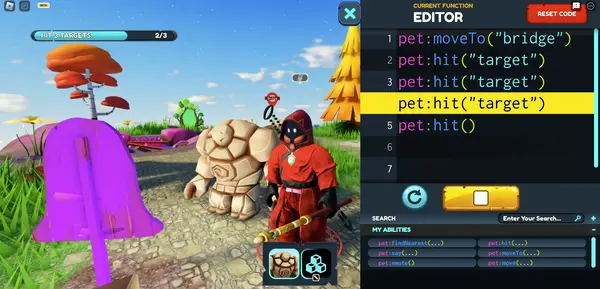 HIT 3 TARGETS
2/3
CURRENT FUNCTION
EDITOR
RESET CODE
1 pet:moveTo("bridge")
2 pet:hit("target")
3 pet:hit("target")
pet:hit("target")
5 pet:hit()
6
7
SEARCH
Enter Your Search...
MY ABILITIES
pet:findNearest(...) pet:hit(...)
pet:say(...) pet:moveTo(...)
pet:emote() pet:move(...)